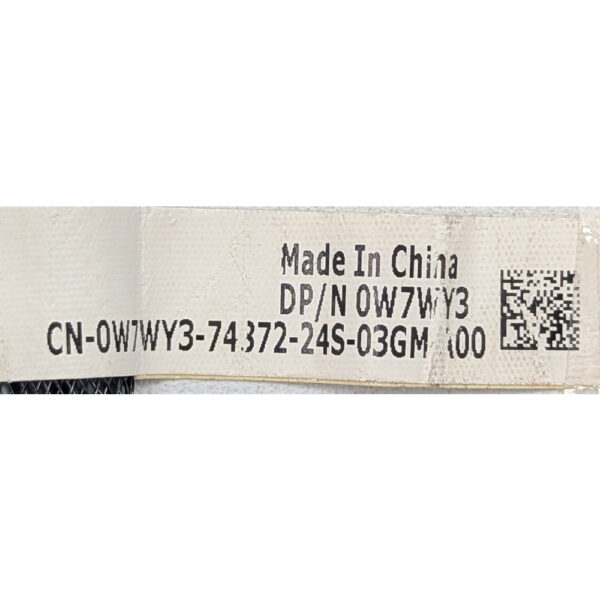 Made In China
DP/N 0W7WY3
CN-0W7WY3-74372-24S-03GM-A00